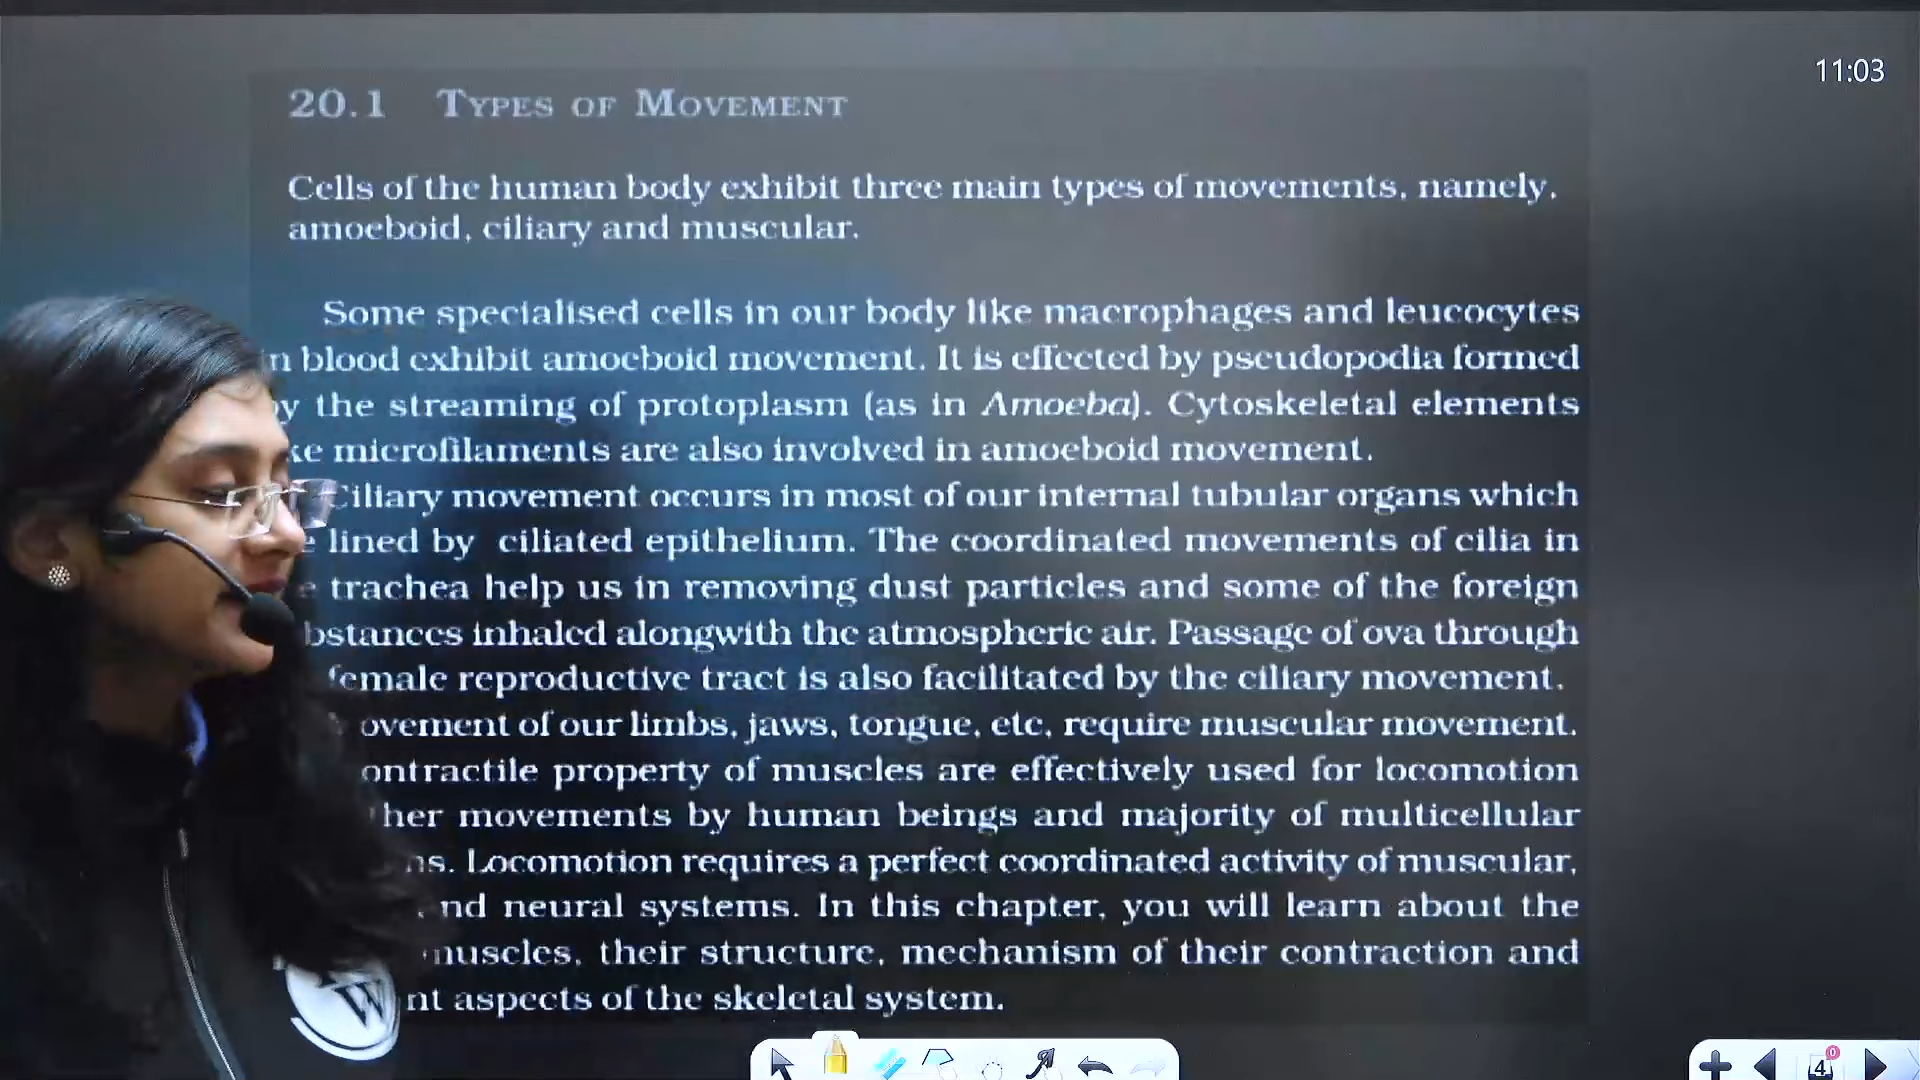 11:03
20.1 TYPES OF MOVEMENT
Cells of the human body exhibit three main types of movements, namely,
amoeboid, ciliary and muscular.
Some specialised cells in our body like macrophages and leucocytes
n blood exhibit amoeboid movement. It is effected by pseudopodia formed
y the streaming of protoplasm (as in Amoeba). Cytoskeletal elements
ke microfilaments are also involved in amoeboid movement.
Ciliary movement occurs in most of our internal tubular organs which
e lined by ciliated epithelium. The coordinated movements of cilia in
e trachea help us in removing dust particles and some of the foreign
bstances inhaled alongwith the atmospheric air. Passage of ova through
female reproductive tract is also facilitated by the ciliary movement.
ovement of our limbs, jaws, tongue, etc, require muscular movement.
ontractile property of muscles are effectively used for locomotion
her movements by human beings and majority of multicellular
ns. Locomotion requires a perfect coordinated activity of muscular,
nd neural systems. In this chapter, you will learn about the
muscles, their structure, mechanism of their contraction and
nt aspects of the skeletal system.
W
4
0